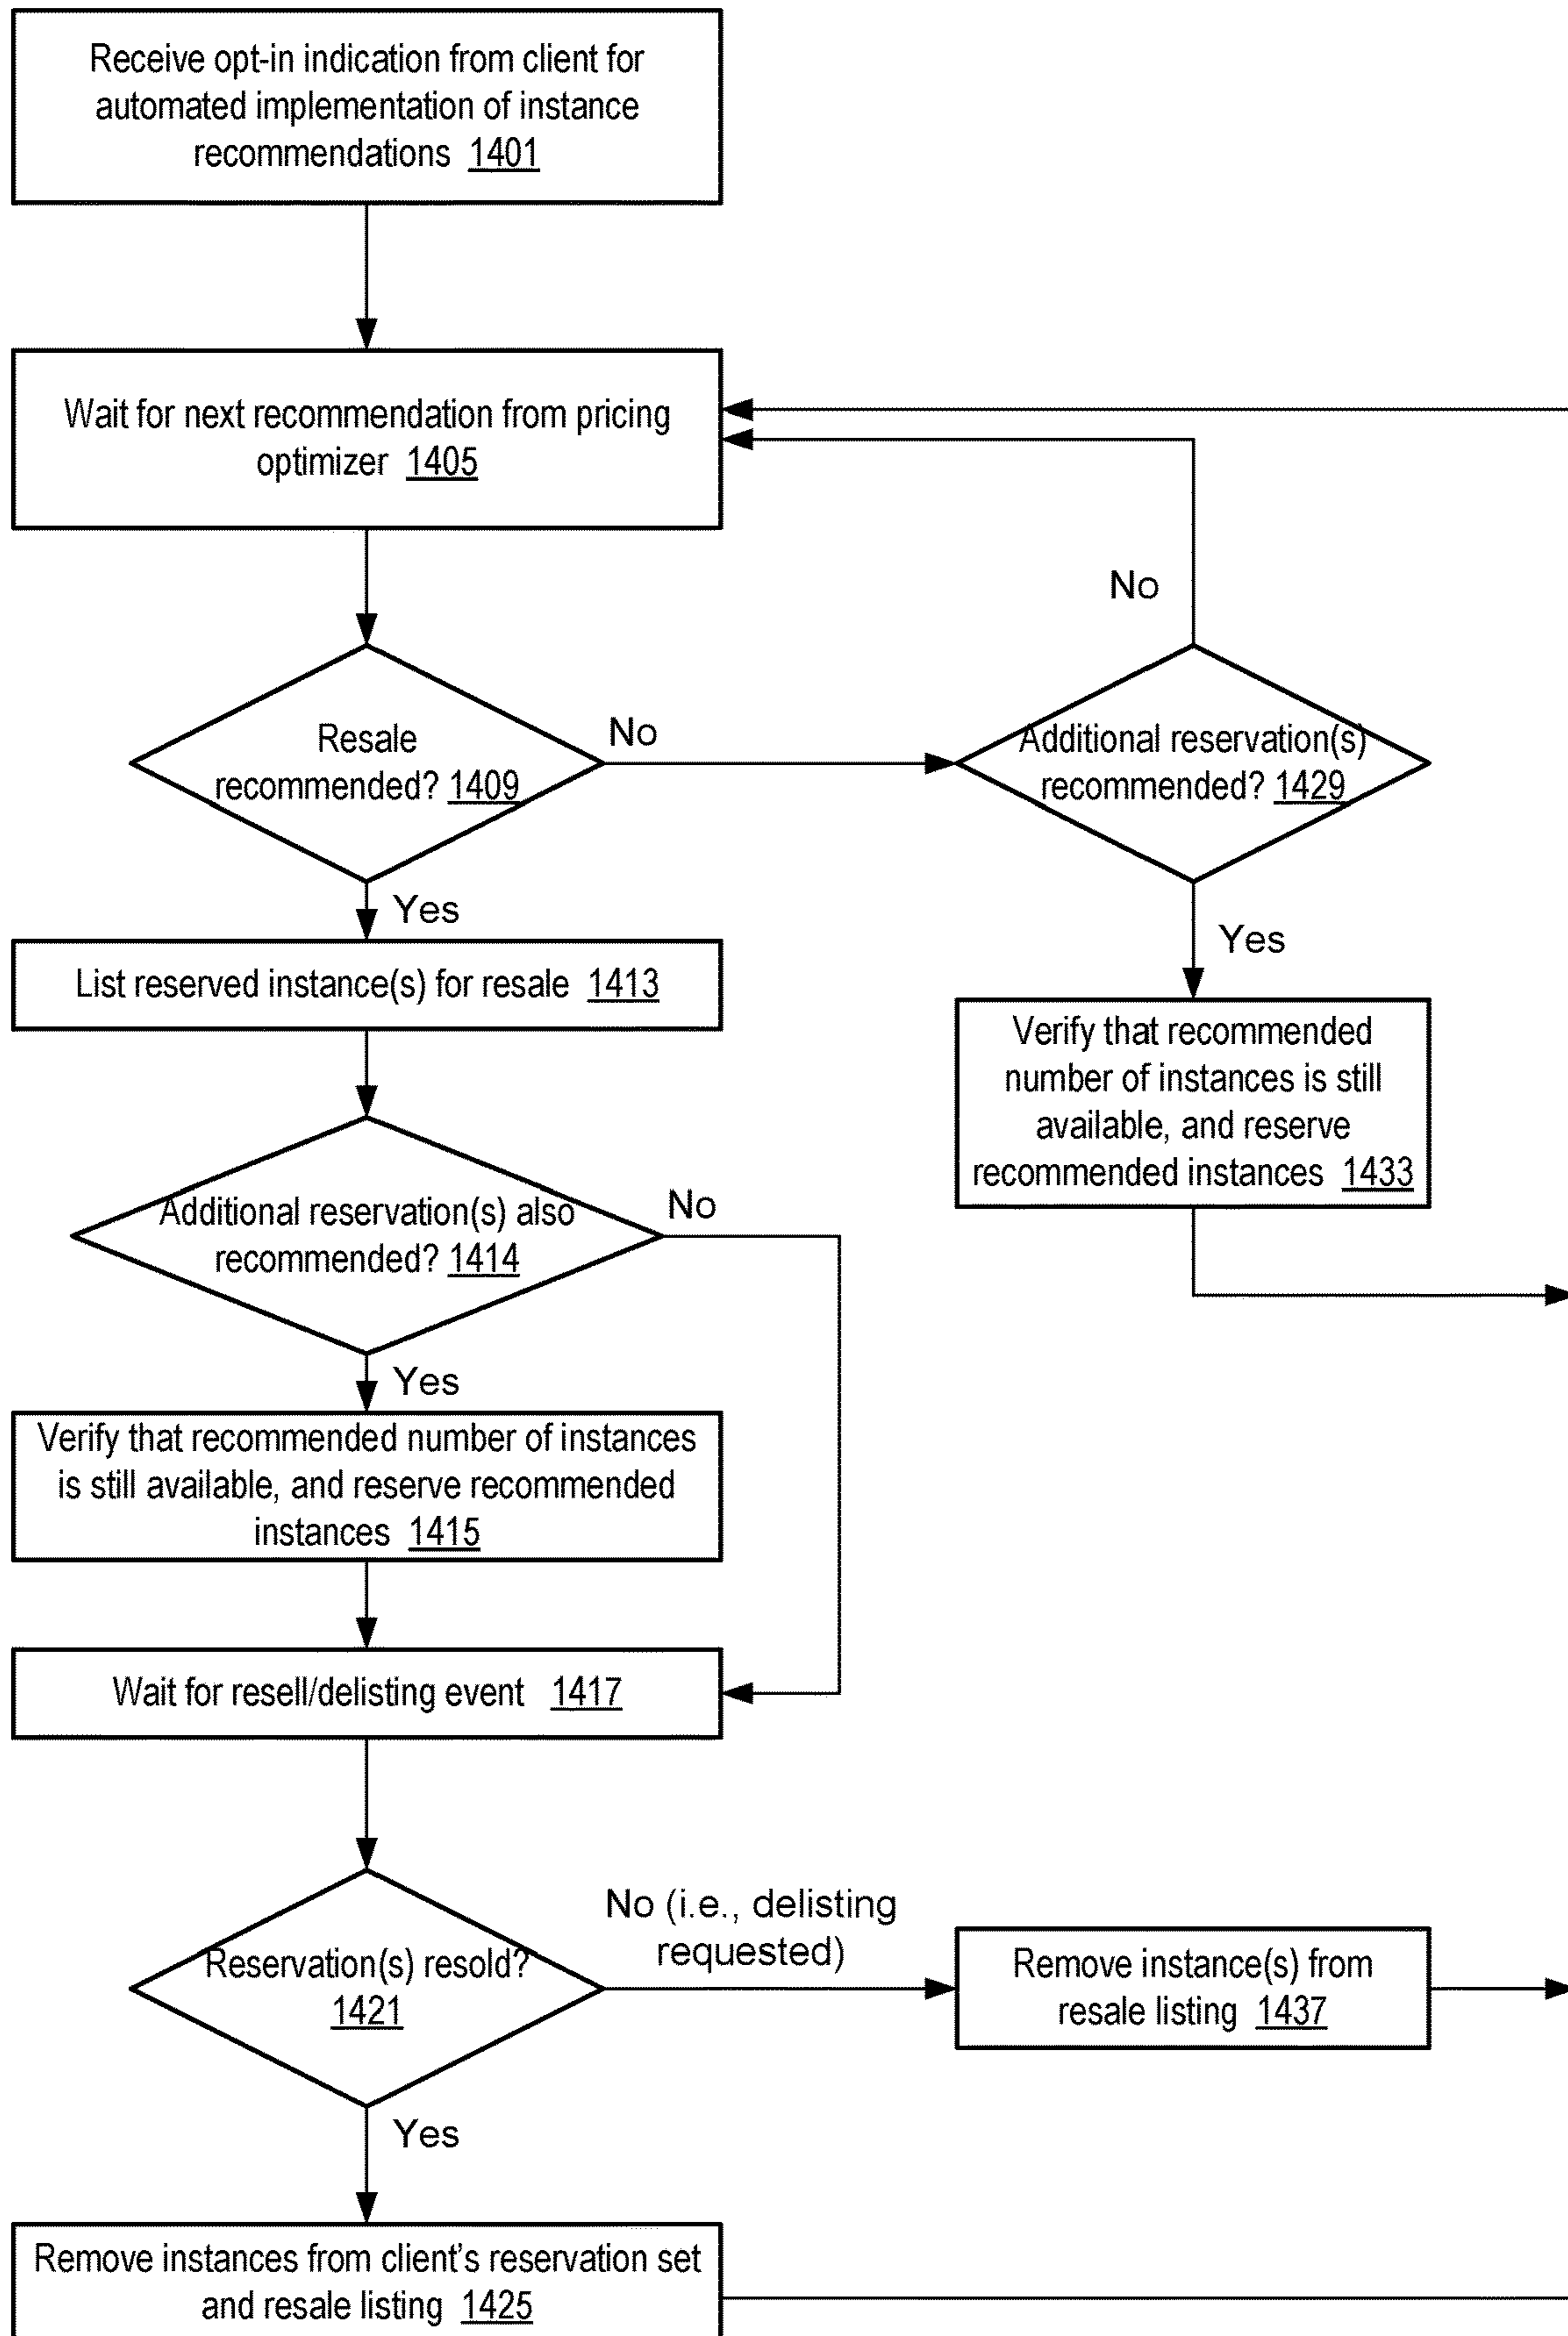 Receive opt-in indication from client for
automated implementation of instance
recommendations 1401
Wait for next recommendation from pricing
optimizer 1405
No
Resale
recommended? 1409
No
Additional reservation(s)
recommended? 1429
Yes
List reserved instance(s) for resale 1413
Yes
Verify that recommended
number of instances is still
available, and reserve
recommended instances 1433
Additional reservation(s) also
recommended? 1414
No
Yes
Verify that recommended number of instances
is still available, and reserve recommended
instances 1415
Wait for resell/delisting event 1417
Reservation(s) resold?
1421
No (i.e., delisting
requested)
Remove instance(s) from
resale listing 1437
Yes
Remove instances from client's reservation set
and resale listing 1425